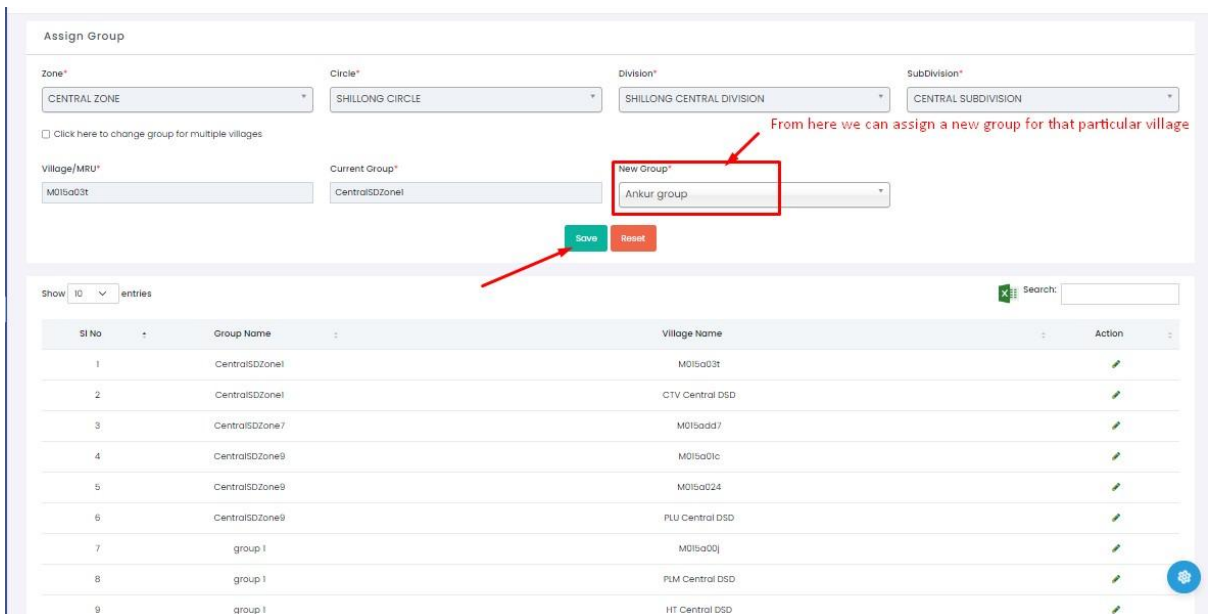 Assign Group
Zone* Circle* Division* SubDivision*
CENTRAL ZONE SHILLONG CIRCLE SHILLONG CENTRAL DIVISION CENTRAL SUBDIVISION
Click here to change group for multiple villages
From here we can assign a new group for that particular village
Village/MRU* Current Group* New Group*
M015a03t CentralSDZone1 Ankur group
Save Reset
Show 10 entries Search:
Sl No Group Name Village Name Action
1 CentralSDZone1 M015a03t
2 CentralSDZone1 CTV Central DSD
3 CentralSDZone7 M015add7
4 CentralSDZone9 M015a01c
5 CentralSDZone9 M015a024
6 CentralSDZone9 PLU Central DSD
7 group 1 M015a00j
8 group 1 PLM Central DSD
9 group 1 HT Central DSD